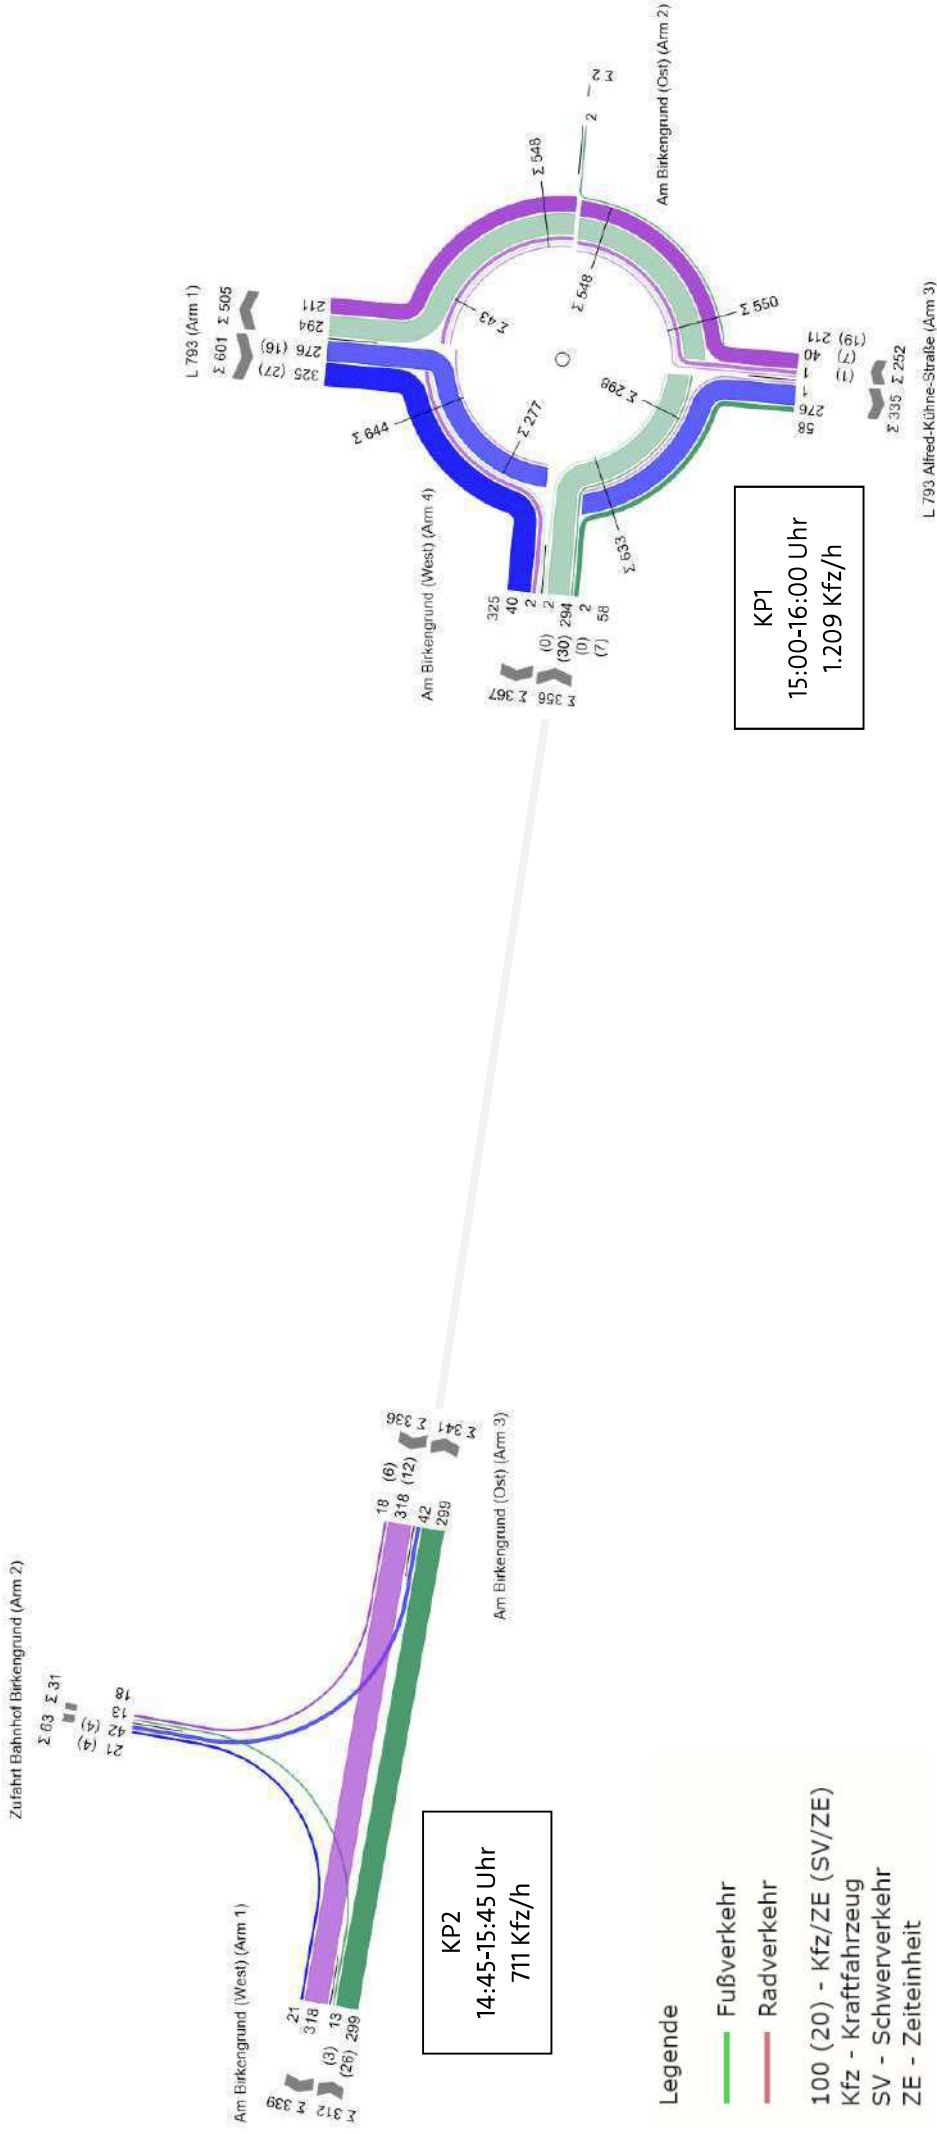 Zufahrt Bahnhof Birkengrund (Arm 2)
Σ 63 Σ 31
21 (4)
42 (4)
13
18
Am Birkengrund (West) (Arm 1)
Σ 339
Σ 312
21
318
(3) 13
(26) 299
18 (6)
318 (12)
42
299
Σ 336
Σ 341
Am Birkengrund (Ost) (Arm 3)
KP2
14:45-15:45 Uhr
711 Kfz/h
L 793 (Arm 1)
Σ 601 Σ 505
325 (27)
276 (16)
294
211
Am Birkengrund (West) (Arm 4)
Σ 367
Σ 356
325
40
2
(0) 2
(30) 294
(0) 2
(7) 58
Σ 644
Σ 277
Σ 43
Σ 548
Σ 548
Σ 550
Σ 298
Σ 633
2
Σ 2
Am Birkengrund (Ost) (Arm 2)
58
276
1
1 (1)
40 (7)
211 (19)
Σ 335 Σ 252
L 793 Alfred-Kühne-Straße (Arm 3)
KP1
15:00-16:00 Uhr
1.209 Kfz/h
Legende
Fußverkehr
Radverkehr
100 (20) - Kfz/ZE (SV/ZE)
Kfz - Kraftfahrzeug
SV - Schwerverkehr
ZE - Zeiteinheit